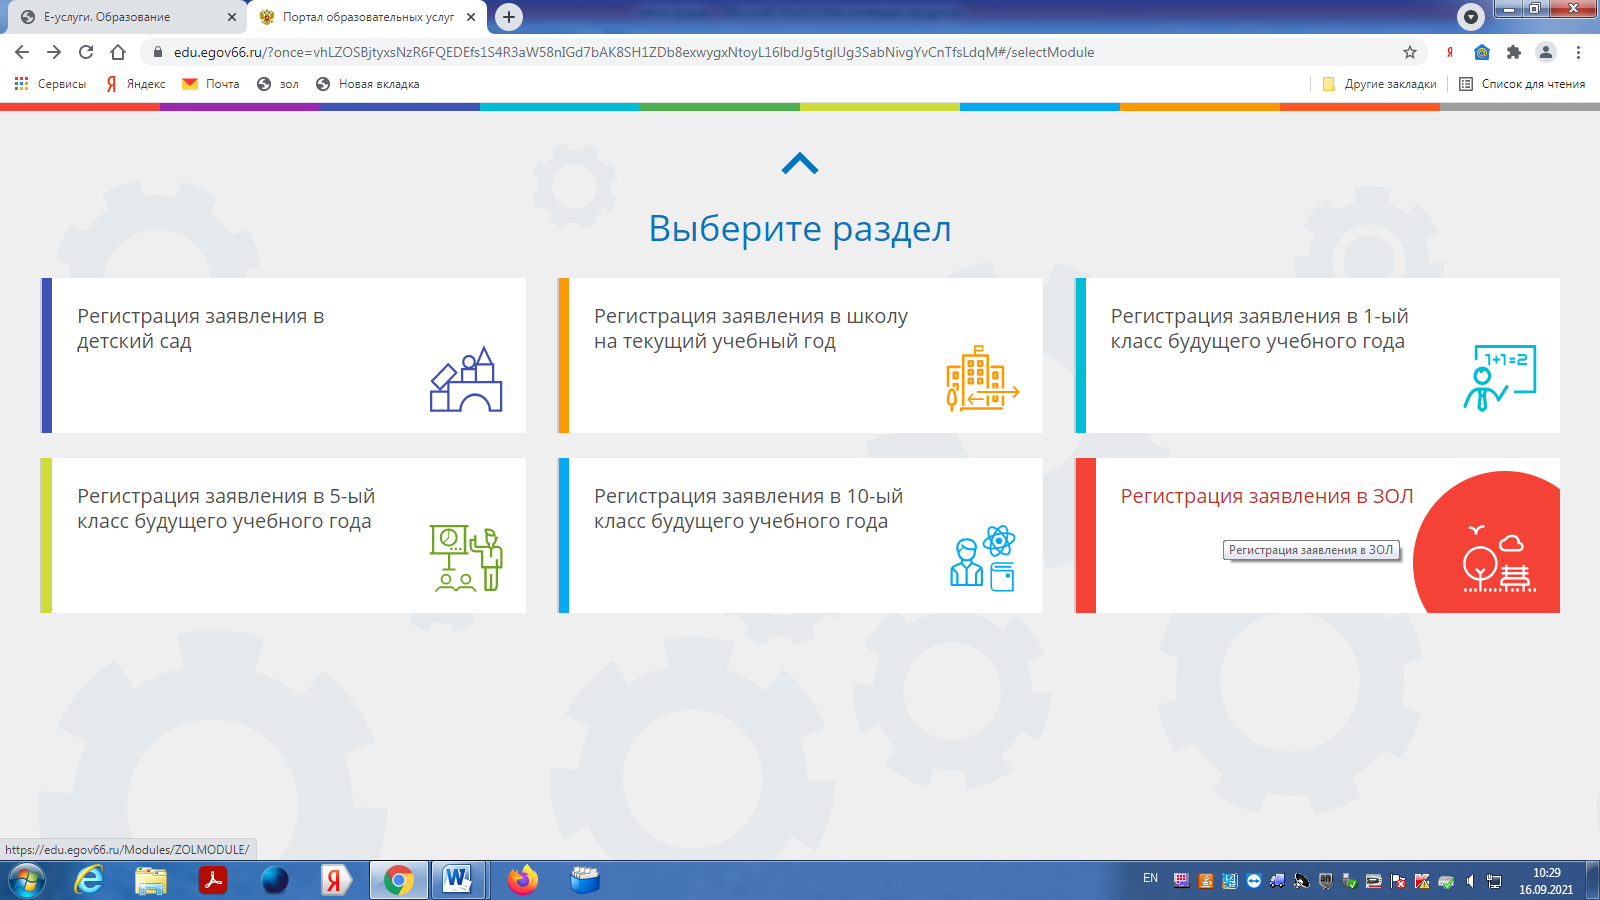 Е-услуги. Образование
Портал образовательных услуг
edu.egov66.ru/?once=vhLZOSBjtyxsNzR6FQEDEfs1S4R3aW58nIGd7bAK8SH1ZDb8exwygxNtoyL16IbdJg5tglUg3SabNivgYvCnTfsLdqM#/selectModule
Сервисы
Яндекс
Почта
зол
Новая вкладка
Другие закладки
Список для чтения
Выберите раздел
Регистрация заявления в
детский сад
Регистрация заявления в школу
на текущий учебный год
Регистрация заявления в 1-ый
класс будущего учебного года
1+1=2
Регистрация заявления в 5-ый
класс будущего учебного года
Регистрация заявления в 10-ый
класс будущего учебного года
Регистрация заявления в ЗОЛ
Регистрация заявления в ЗОЛ
https://edu.egov66.ru/Modules/ZOLMODULE/
EN
10:29
16.09.2021